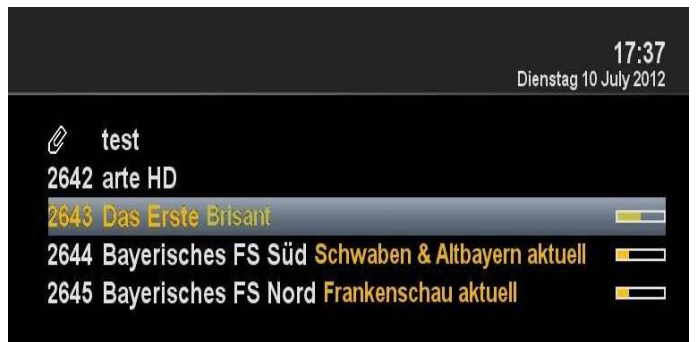 17:37
Dienstag 10 July 2012
test
2642 arte HD
2643 Das Erste Brisant
2644 Bayerisches FS Süd Schwaben & Altbayern aktuell
2645 Bayerisches FS Nord Frankenschau aktuell